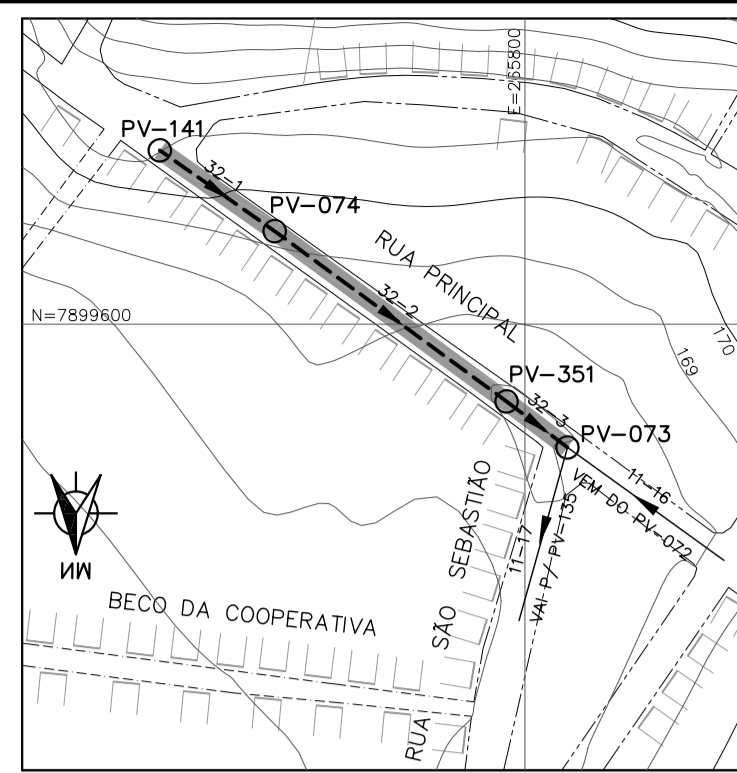 E=265800
PV-141
32-1
PV-074
RUA PRINCIPAL
32-2
N=7899600
170
169
PV-351
32-3
PV-073
11-16
VEM DO PV-072
11-17
VAI P/ PV-135
NM
BECO DA COOPERATIVA
RUA SÃO SEBASTIÃO